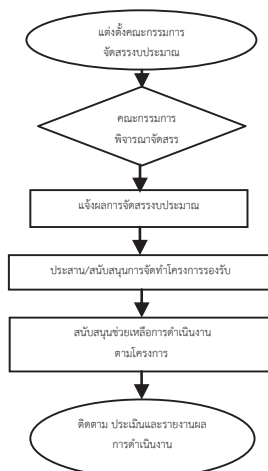 แต่งตั้งคณะกรรมการ
จัดสรรงบประมาณ
คณะกรรมการ
พิจารณาจัดสรร
แจ้งผลการจัดสรรงบประมาณ
ประสาน/สนับสนุนการจัดทำโครงการรองรับ
สนับสนุนช่วยเหลือการดำเนินงาน
ตามโครงการ
ติดตาม ประเมินและรายงานผล
การดำเนินงาน